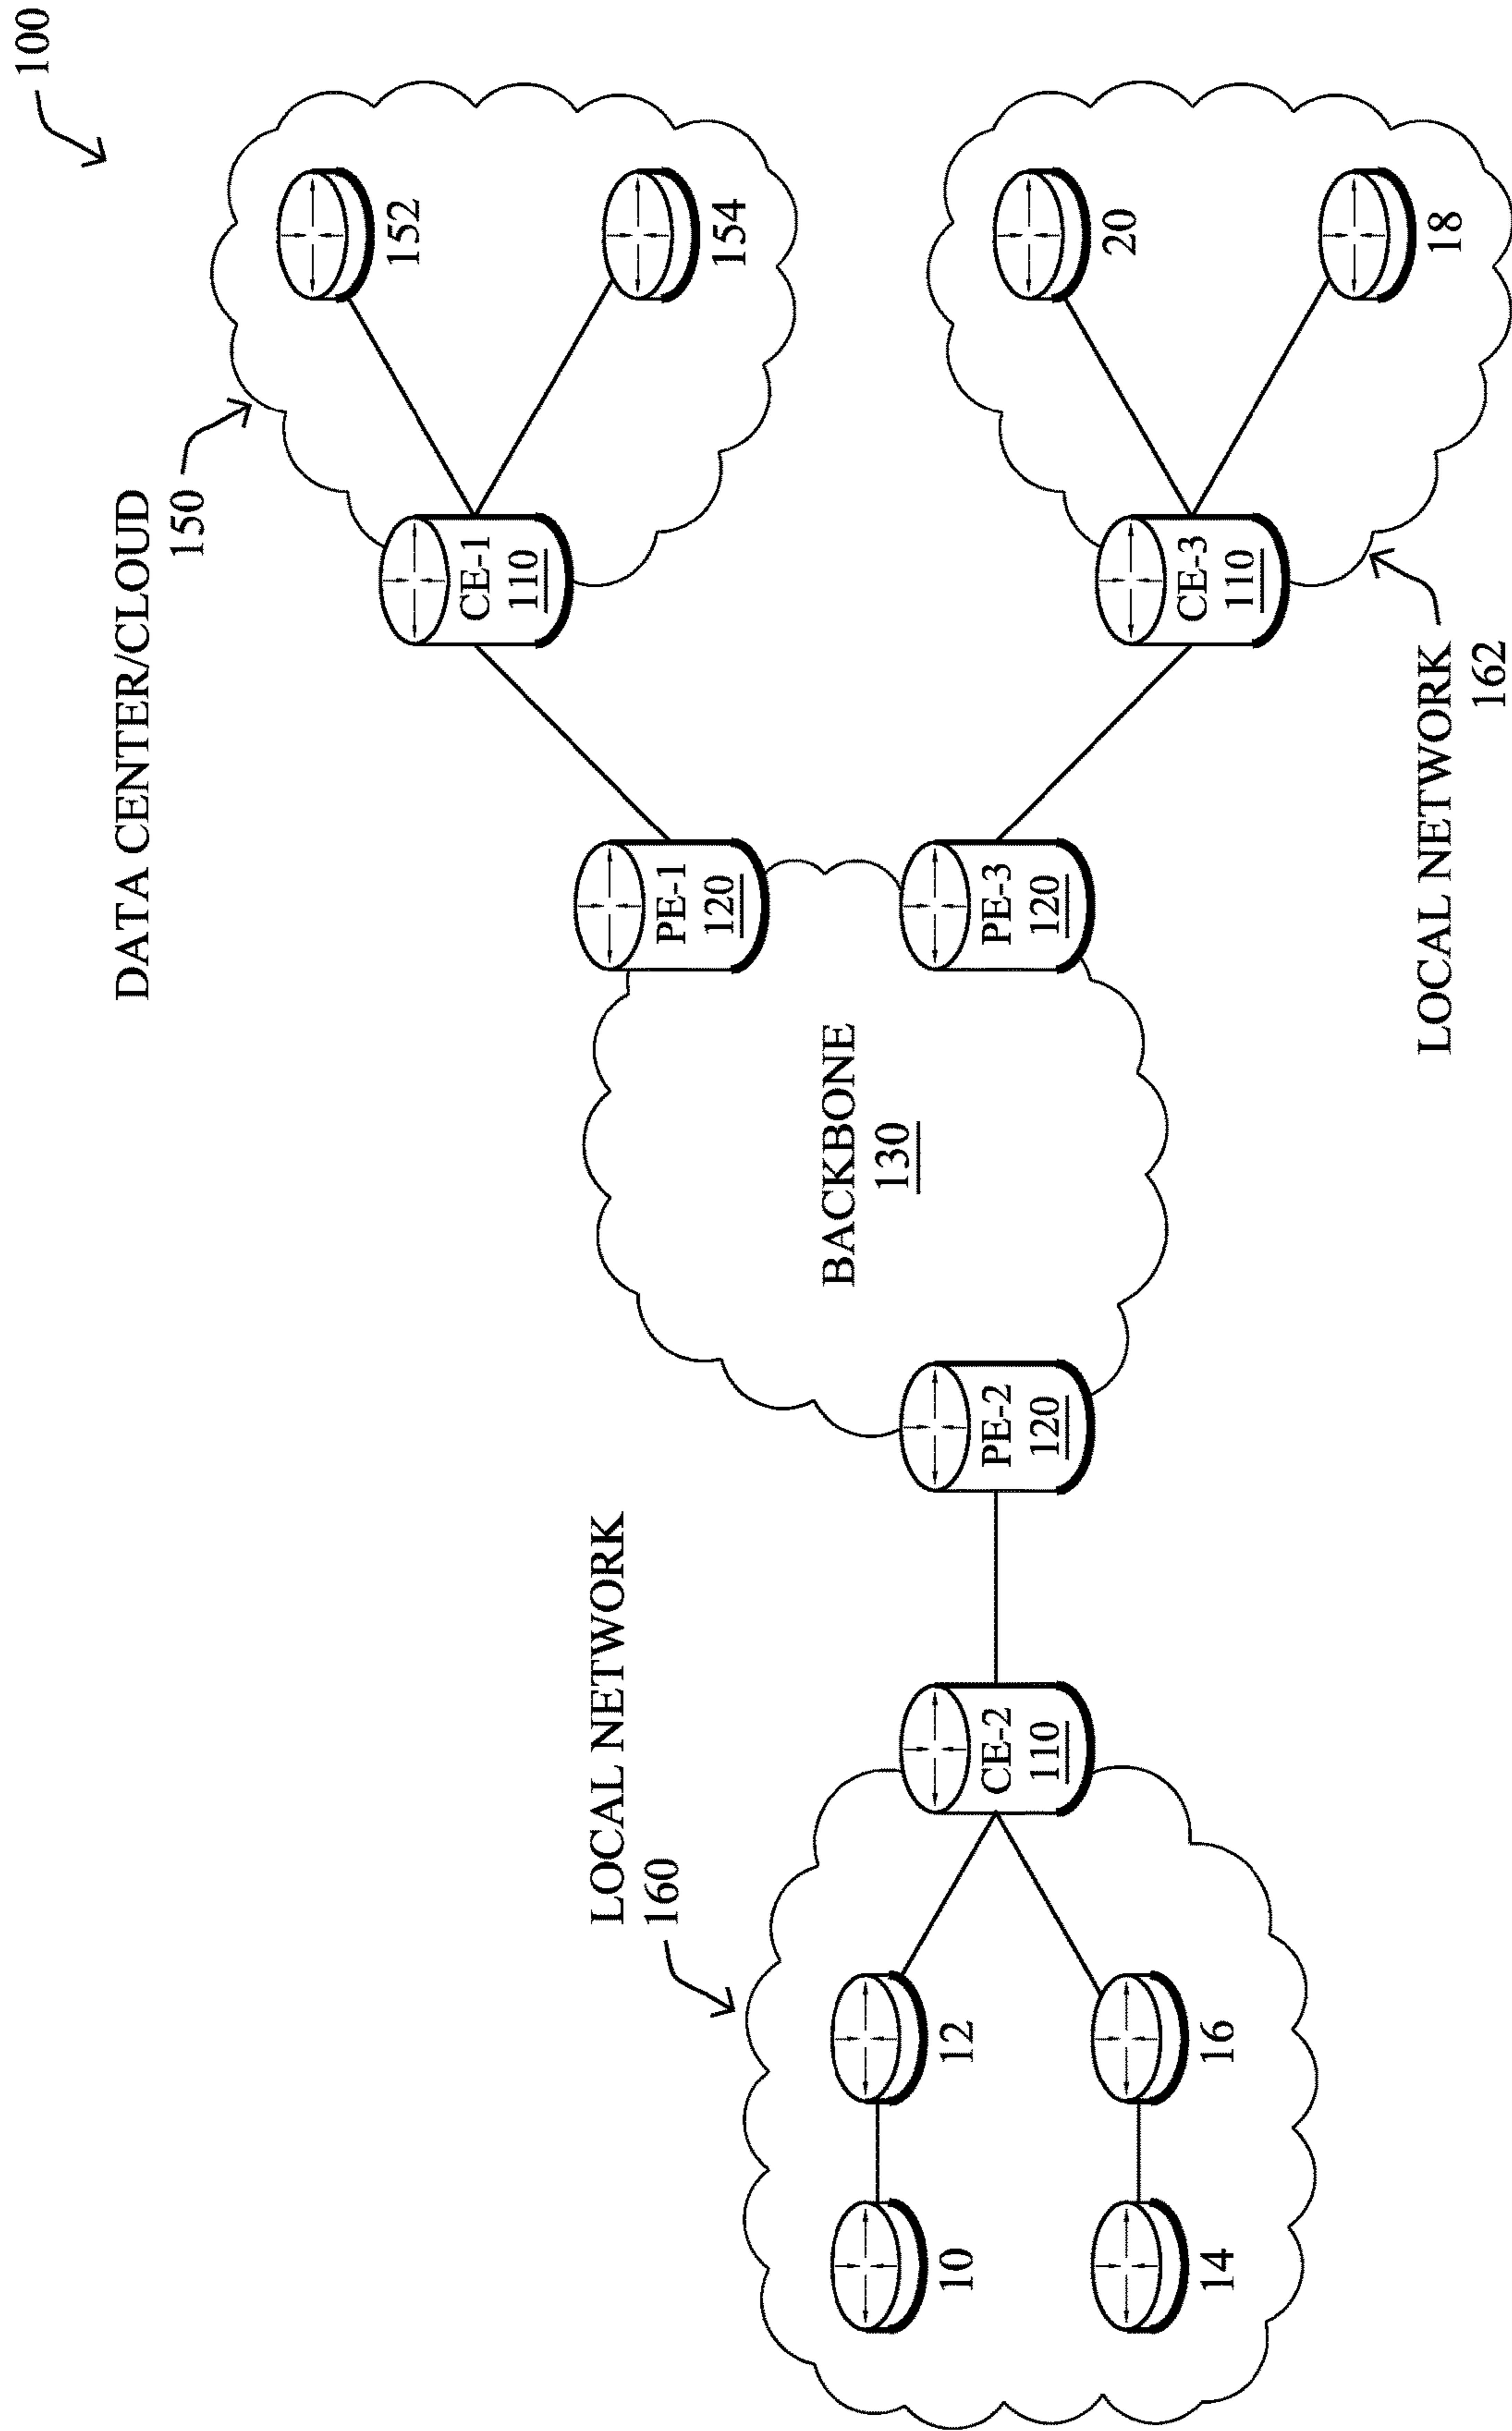 100
DATA CENTER/CLOUD
150
152
154
CE-1
110
PE-1
120
BACKBONE
130
PE-3
120
PE-2
120
CE-3
110
20
18
LOCAL NETWORK
162
LOCAL NETWORK
160
CE-2
110
12
10
16
14